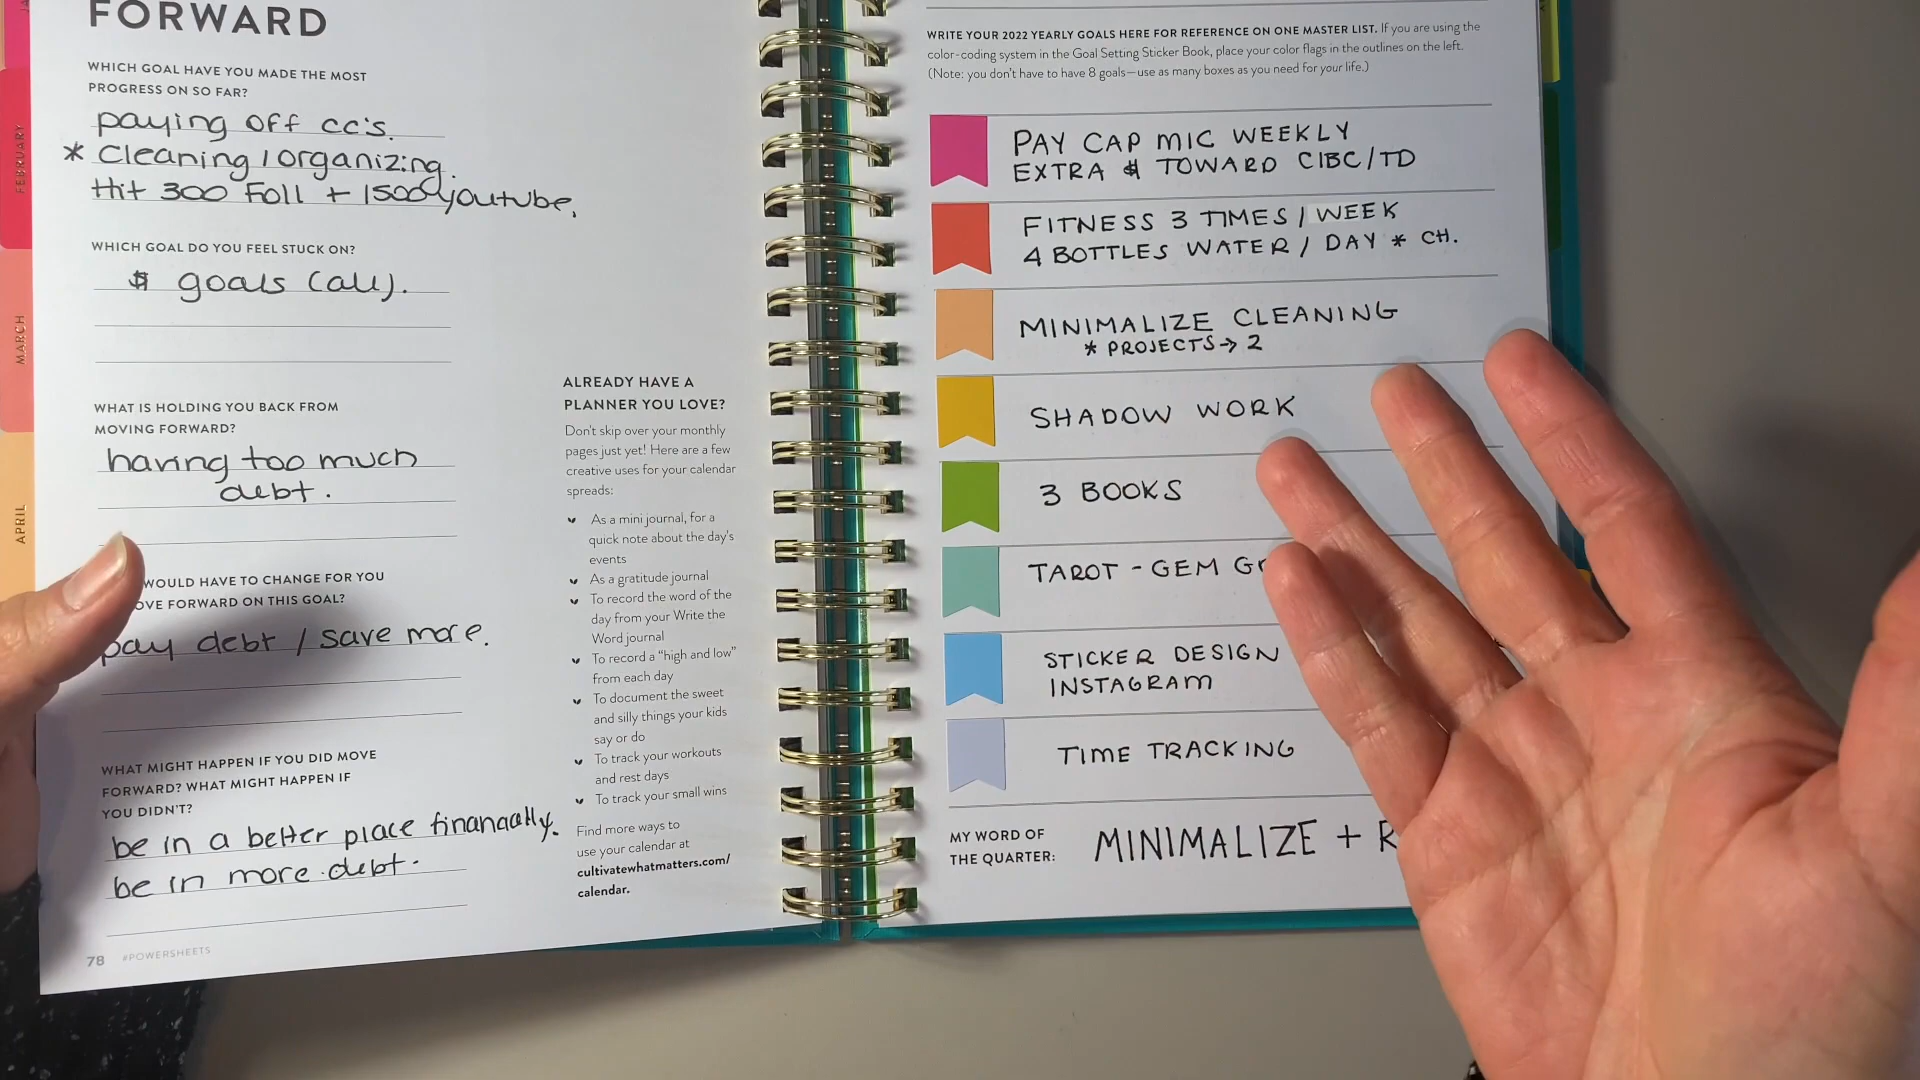 FORWARD
WHICH GOAL HAVE YOU MADE THE MOST
PROGRESS ON SO FAR?
paying off cc's.
* Cleaning / organizing.
Hit 300 Foll + 1500 youtube.
WHICH GOAL DO YOU FEEL STUCK ON?
$ goals (all).
WHAT IS HOLDING YOU BACK FROM
MOVING FORWARD?
having too much
debt.
WOULD HAVE TO CHANGE FOR YOU
OVE FORWARD ON THIS GOAL?
pay debt / save more.
WHAT MIGHT HAPPEN IF YOU DID MOVE
FORWARD? WHAT MIGHT HAPPEN IF
YOU DIDN'T?
be in a better place financially.
be in more debt.
78 #POWERSHEETS
ALREADY HAVE A
PLANNER YOU LOVE?
Don't skip over your monthly
pages just yet! Here are a few
creative uses for your calendar
spreads:
As a mini journal, for a
quick note about the day's
events
As a gratitude journal
To record the word of the
day from your Write the
Word journal
To record a "high and low"
from each day
To document the sweet
and silly things your kids
say or do
To track your workouts
and rest days
To track your small wins
Find more ways to
use your calendar at
cultivatewhatmatters.com/
calendar.
FEBRUARY
MARCH
APRIL
WRITE YOUR 2022 YEARLY GOALS HERE FOR REFERENCE ON ONE MASTER LIST. If you are using the
color-coding system in the Goal Setting Sticker Book, place your color flags in the outlines on the left.
(Note: you don't have to have 8 goals—use as many boxes as you need for your life.)
PAY CAP MIC WEEKLY
EXTRA $ TOWARD CIBC/TD
FITNESS 3 TIMES / WEEK
4 BOTTLES WATER / DAY * CH.
MINIMALIZE CLEANING
* PROJECTS → 2
SHADOW WORK
3 BOOKS
TAROT - GEM
STICKER DESIGN
INSTAGRAM
TIME TRACKING
MY WORD OF
THE QUARTER:
MINIMALIZE + R